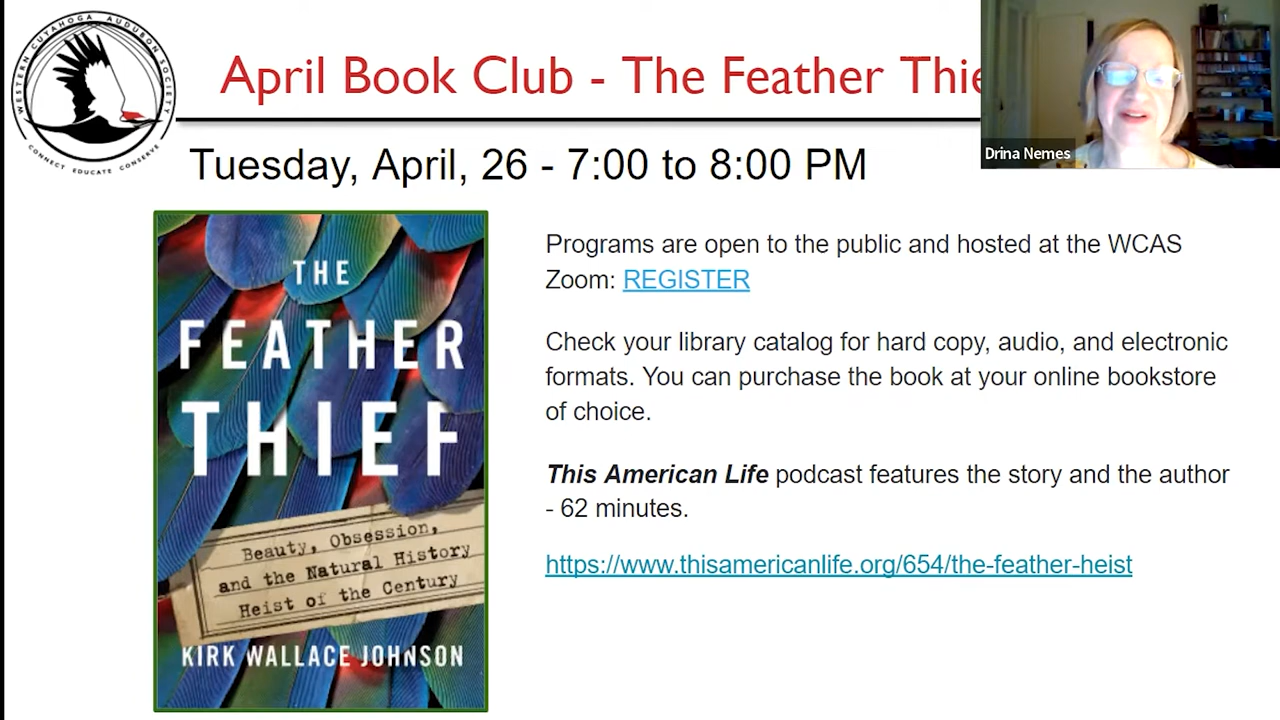 WESTERN CUYAHOGA AUDUBON SOCIETY
CONNECT EDUCATE CONSERVE
April Book Club - The Feather Thie
Drina Nemes
Tuesday, April, 26 - 7:00 to 8:00 PM
THE
FEATHER
THIEF
Beauty, Obsession,
and the Natural History
Heist of the Century
KIRK WALLACE JOHNSON
Programs are open to the public and hosted at the WCAS
Zoom: REGISTER
Check your library catalog for hard copy, audio, and electronic
formats. You can purchase the book at your online bookstore
of choice.
This American Life podcast features the story and the author
- 62 minutes.
https://www.thisamericanlife.org/654/the-feather-heist